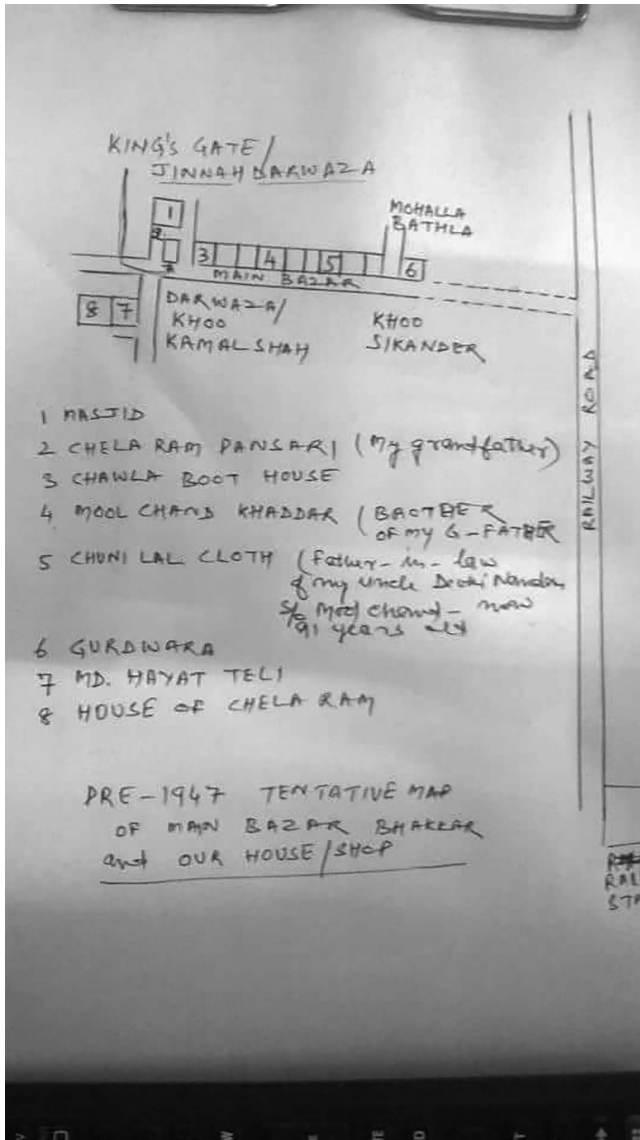 KING'S GATE/
JINNAH DARWAZA
1
2
MOHALLA
BATHLA
3
4
5
6
MAIN BAZAR
8
7
DARWAZA/
KHOO
KAMAL SHAH
KHOO
SIKANDER
RAILWAY ROAD
1 MASJID
2 CHELA RAM PANSARI (My grandfather)
3 CHAWLA BOOT HOUSE
4 MOOL CHAND KHADDAR (BROTHER
OF MY G-FATHER
5 CHUNI LAL CLOTH (Father-in-law
of my Uncle Devki Nandan
S/o Mool Chand - now
91 years old
6 GURDWARA
7 MD. HAYAT TELI
8 HOUSE OF CHELA RAM
PRE-1947 TENTATIVE MAP
OF MAIN BAZAR BHAKKAR
and OUR HOUSE/SHOP
RAI
STA